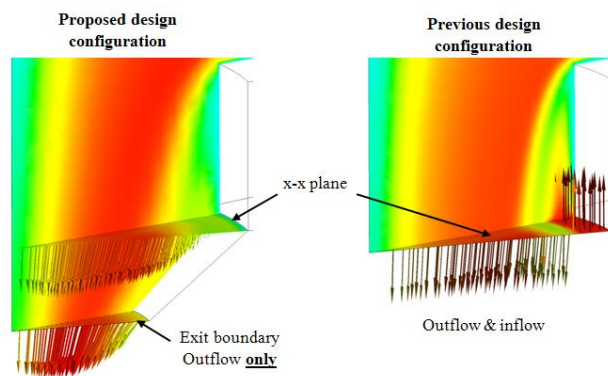 Proposed design
configuration
Previous design
configuration
x-x plane
Exit boundary
Outflow only
Outflow & inflow